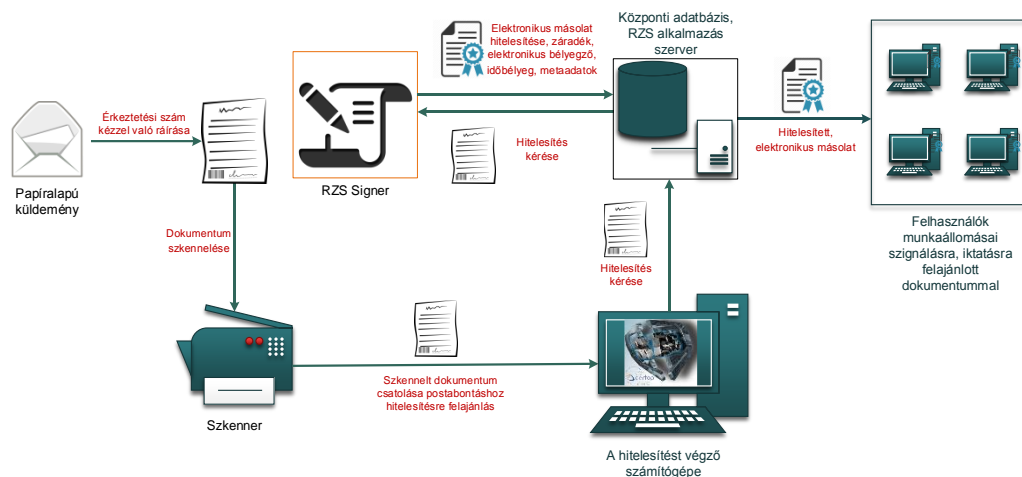 Elektronikus másolat
hitelesítése, záradék,
elektronikus bélyegző,
időbélyeg, metaadatok
Központi adatbázis,
RZS alkalmazás
szerver
Érkeztetési szám
kézzel való ráírása
Hitelesítés
kérése
Hitelesített,
elektronikus másolat
Papíralapú
küldemény
RZS Signer
Dokumentum
szkennelése
Hitelesítés
kérése
Felhasználók
munkaállomásai
szignálásra, iktatásra
felajánlott
dokumentummal
Szkennelt dokumentum
csatolása postabontáshoz
hitelesítésre felajánlás
Szkenner
A hitelesítést végző
számítógépe